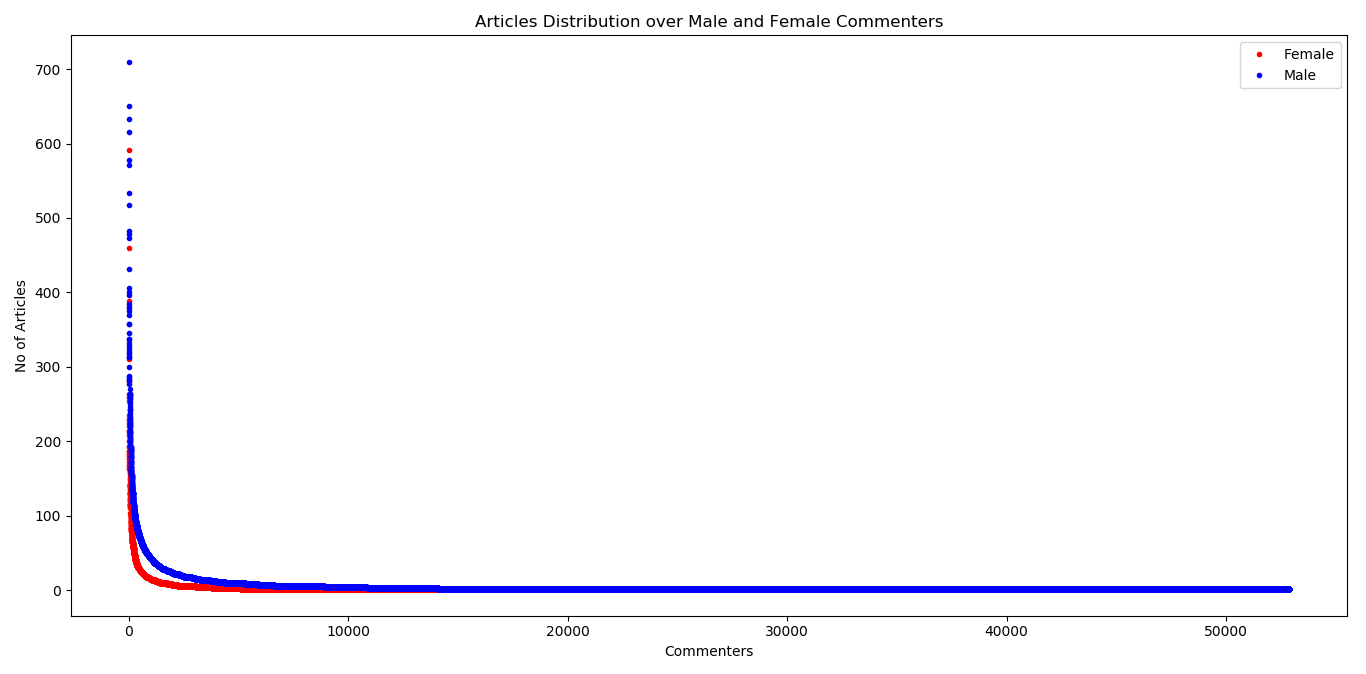 Articles Distribution over Male and Female Commenters
Female
Male
700
600
500
400
300
200
100
0
No of Articles
0 10000 20000 30000 40000 50000
Commenters